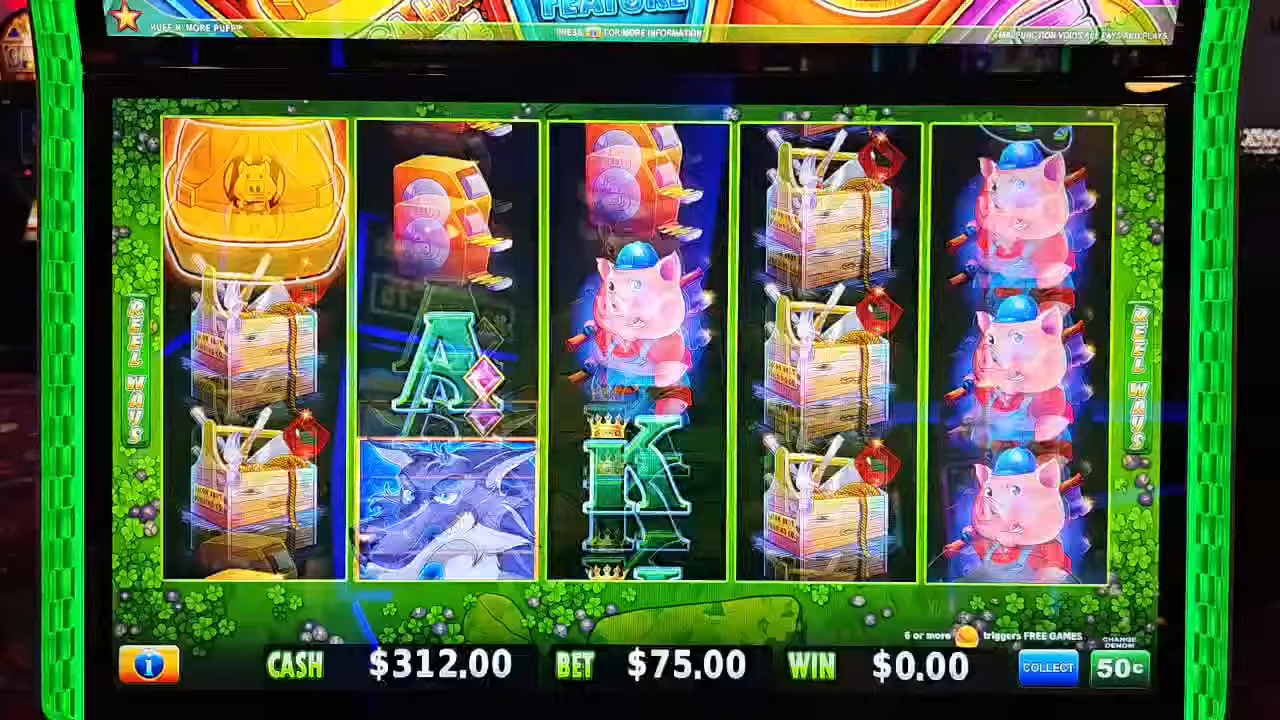 FEATURE
HUFF N' MORE PUFF
PRESS FOR MORE INFORMATION
MALFUNCTION VOIDS ALL PAYS AND PLAYS
REEL WAYS
REEL WAYS
A
K
6 or more triggers FREE GAMES
CHANGE
DENOM
CASH $312.00 BET $75.00 WIN $0.00
COLLECT
50¢